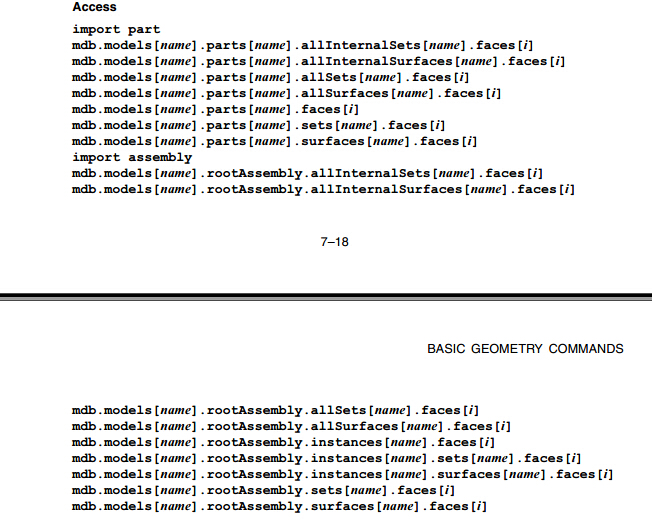 Access
import part
mdb.models[name].parts[name].allInternalSets[name].faces[i]
mdb.models[name].parts[name].allInternalSurfaces[name].faces[i]
mdb.models[name].parts[name].allSets[name].faces[i]
mdb.models[name].parts[name].allSurfaces[name].faces[i]
mdb.models[name].parts[name].faces[i]
mdb.models[name].parts[name].sets[name].faces[i]
mdb.models[name].parts[name].surfaces[name].faces[i]
import assembly
mdb.models[name].rootAssembly.allInternalSets[name].faces[i]
mdb.models[name].rootAssembly.allInternalSurfaces[name].faces[i]
7–18
BASIC GEOMETRY COMMANDS
mdb.models[name].rootAssembly.allSets[name].faces[i]
mdb.models[name].rootAssembly.allSurfaces[name].faces[i]
mdb.models[name].rootAssembly.instances[name].faces[i]
mdb.models[name].rootAssembly.instances[name].sets[name].faces[i]
mdb.models[name].rootAssembly.instances[name].surfaces[name].faces[i]
mdb.models[name].rootAssembly.sets[name].faces[i]
mdb.models[name].rootAssembly.surfaces[name].faces[i]